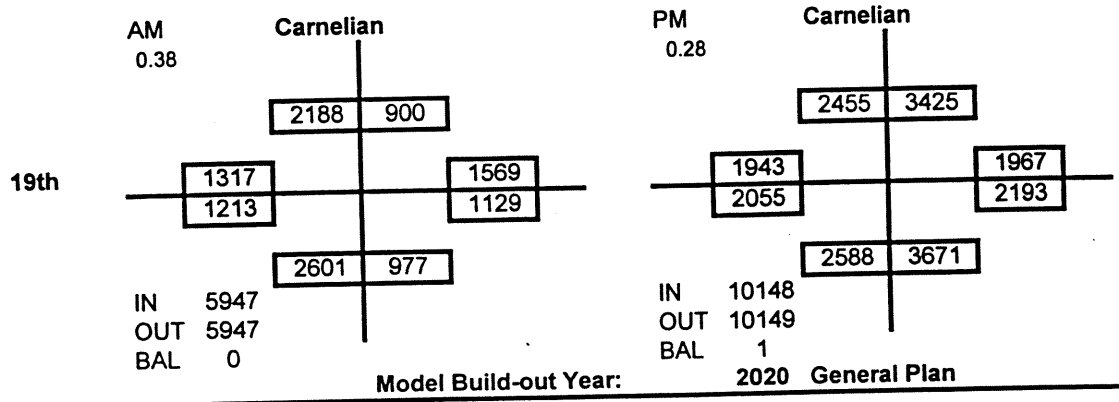 AM Carnelian PM Carnelian
0.38 0.28
2188 900 2455 3425
19th 1317 1569 1943 1967
1213 1129 2055 2193
2601 977 2588 3671
IN 5947 IN 10148
OUT 5947 OUT 10149
BAL 0 BAL 1
Model Build-out Year: 2020 General Plan